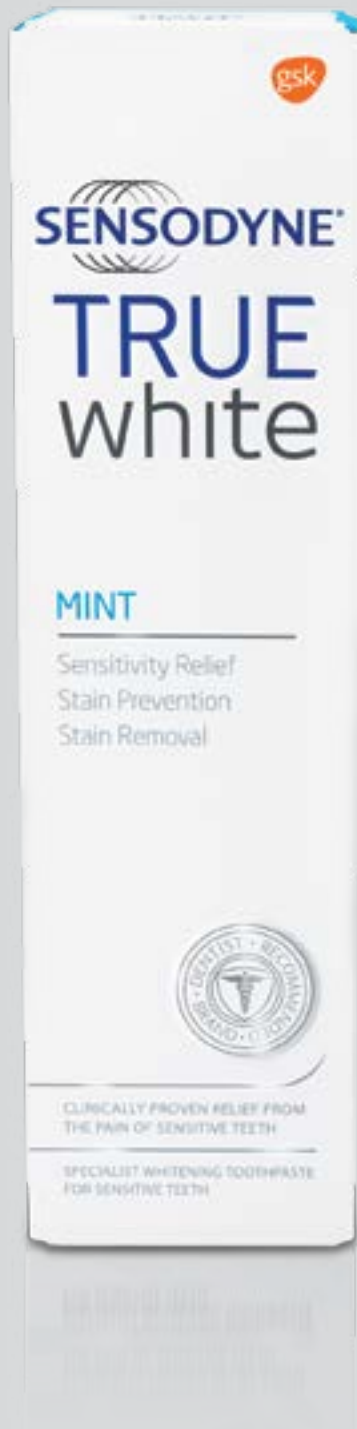 gsk
SENSODYNE®
TRUE
white
MINT
Sensitivity Relief
Stain Prevention
Stain Removal
DENTIST • RECOMMENDED • BRAND •
CLINICALLY PROVEN RELIEF FROM
THE PAIN OF SENSITIVE TEETH
SPECIALIST WHITENING TOOTHPASTE
FOR SENSITIVE TEETH